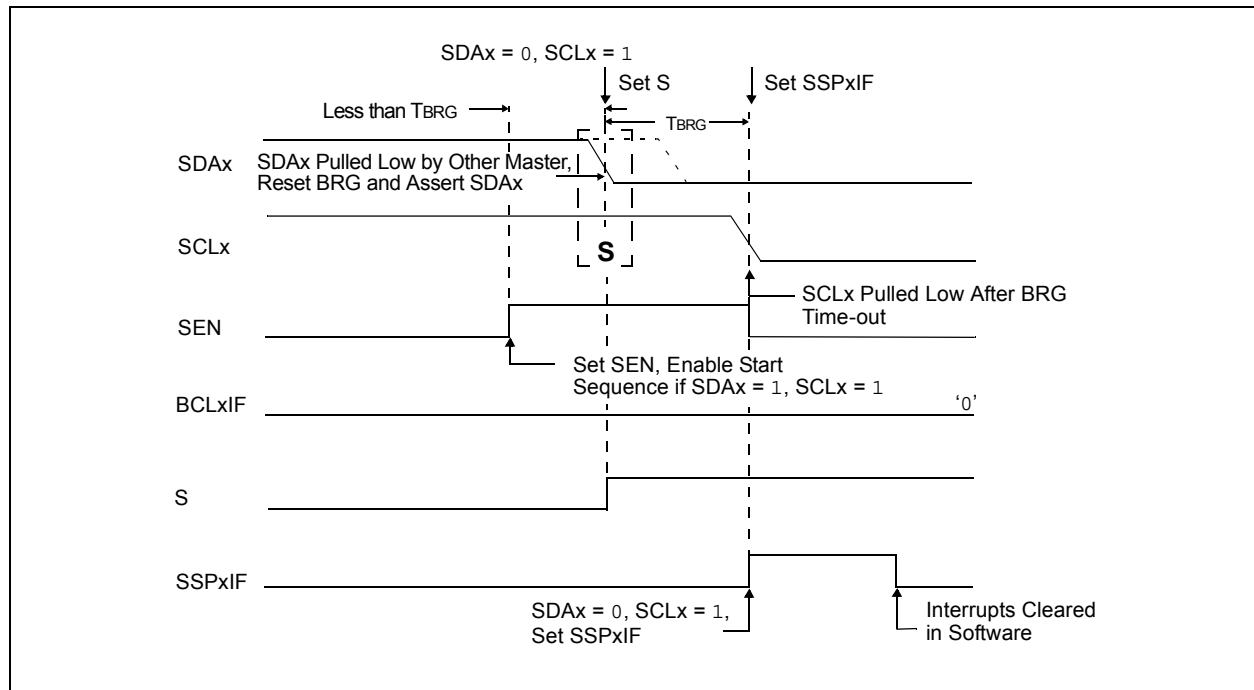 SDAx = 0, SCLx = 1
Set S
Set SSPxIF
Less than TBRG
TBRG
SDAx
SDAx Pulled Low by Other Master,
Reset BRG and Assert SDAx
SCLx
S
SCLx Pulled Low After BRG
Time-out
SEN
Set SEN, Enable Start
Sequence if SDAx = 1, SCLx = 1
BCLxIF
‘0’
S
SSPxIF
SDAx = 0, SCLx = 1,
Set SSPxIF
Interrupts Cleared
in Software